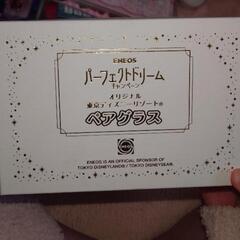 ENEOS
パーフェクトドリーム
キャンペーン
オリジナル
東京ディズニーリゾート®
ペアグラス
ENEOS IS AN OFFICIAL SPONSOR OF
TOKYO DISNEYLAND® / TOKYO DISNEYSEA®.